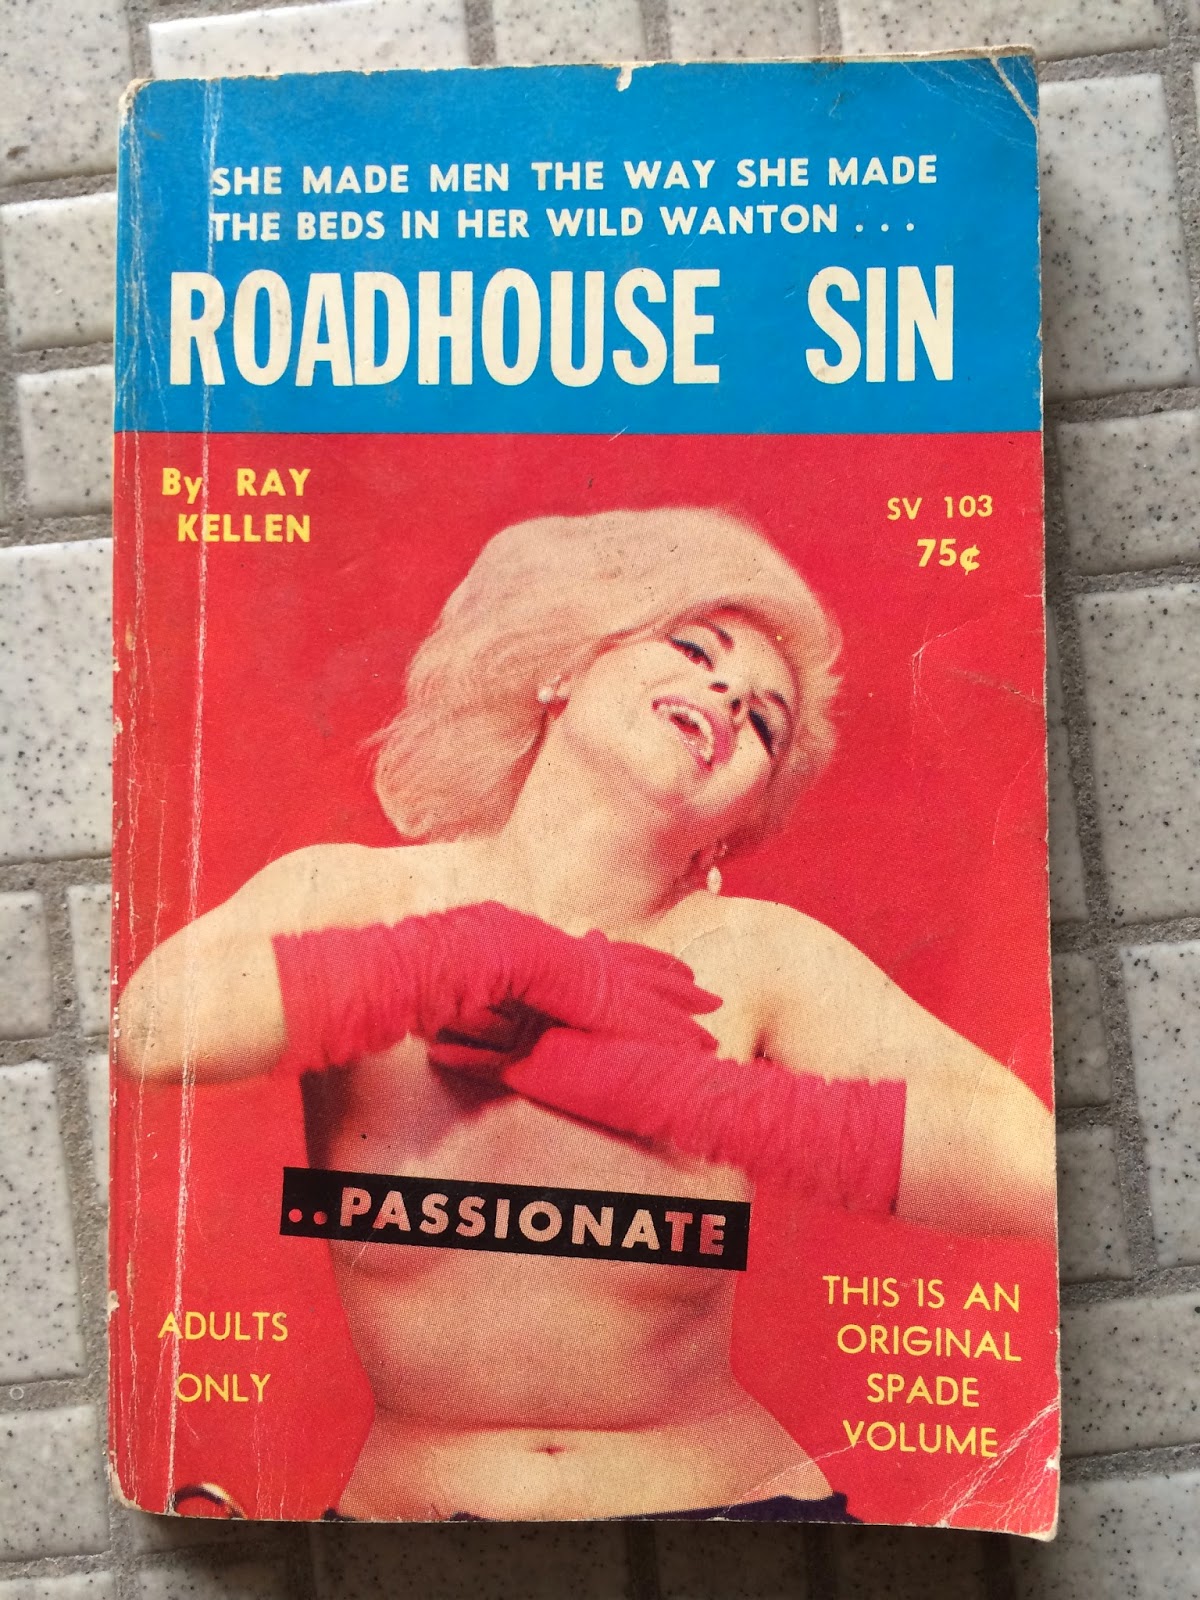 SHE MADE MEN THE WAY SHE MADE
THE BEDS IN HER WILD WANTON . . .
ROADHOUSE SIN
By RAY
KELLEN
SV 103
75¢
..PASSIONATE
ADULTS
ONLY
THIS IS AN
ORIGINAL
SPADE
VOLUME